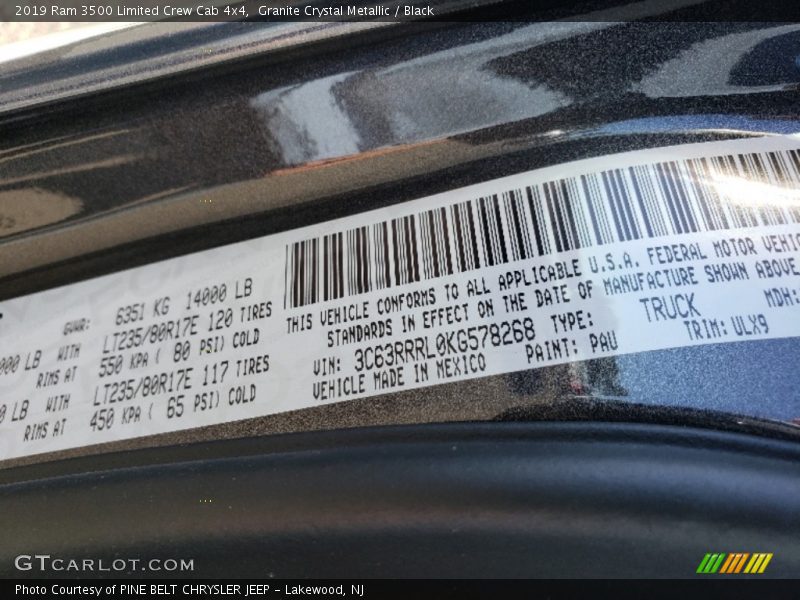 2019 Ram 3500 Limited Crew Cab 4x4, Granite Crystal Metallic / Black
GWR: 6351 KG 14000 LB
000 LB WITH LT235/80R17E 120 TIRES
RIMS AT 550 KPA ( 80 PSI) COLD
0 LB WITH LT235/80R17E 117 TIRES
RIMS AT 450 KPA ( 65 PSI) COLD
THIS VEHICLE CONFORMS TO ALL APPLICABLE U.S.A. FEDERAL MOTOR VEHIC
STANDARDS IN EFFECT ON THE DATE OF MANUFACTURE SHOWN ABOVE.
VIN: 3C63RRRL0KG578268 TYPE: TRUCK MDH:
VEHICLE MADE IN MEXICO PAINT: PAU TRIM: ULX9
GTCARLOT.COM
Photo Courtesy of PINE BELT CHRYSLER JEEP - Lakewood, NJ